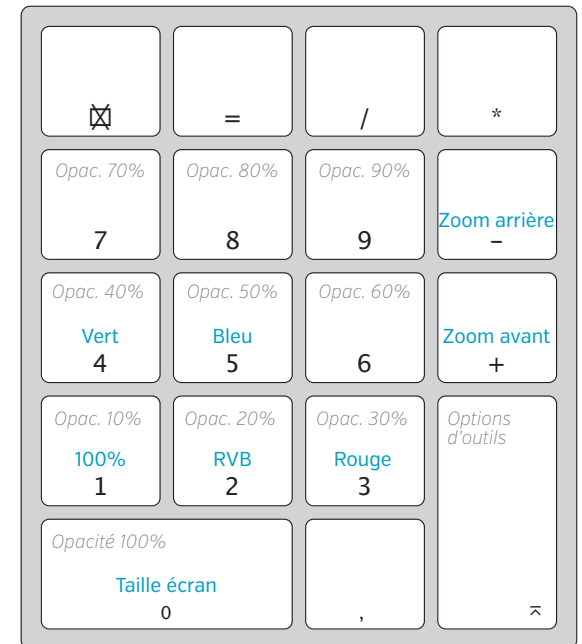 ⌧ = / *
Opac. 70% Opac. 80% Opac. 90%
Zoom arrière
7 8 9 –
Opac. 40% Opac. 50% Opac. 60%
Vert Bleu Zoom avant
4 5 6 +
Opac. 10% Opac. 20% Opac. 30% Options
d’outils
100% RVB Rouge
1 2 3
Opacité 100%
Taille écran
0 , ⌅